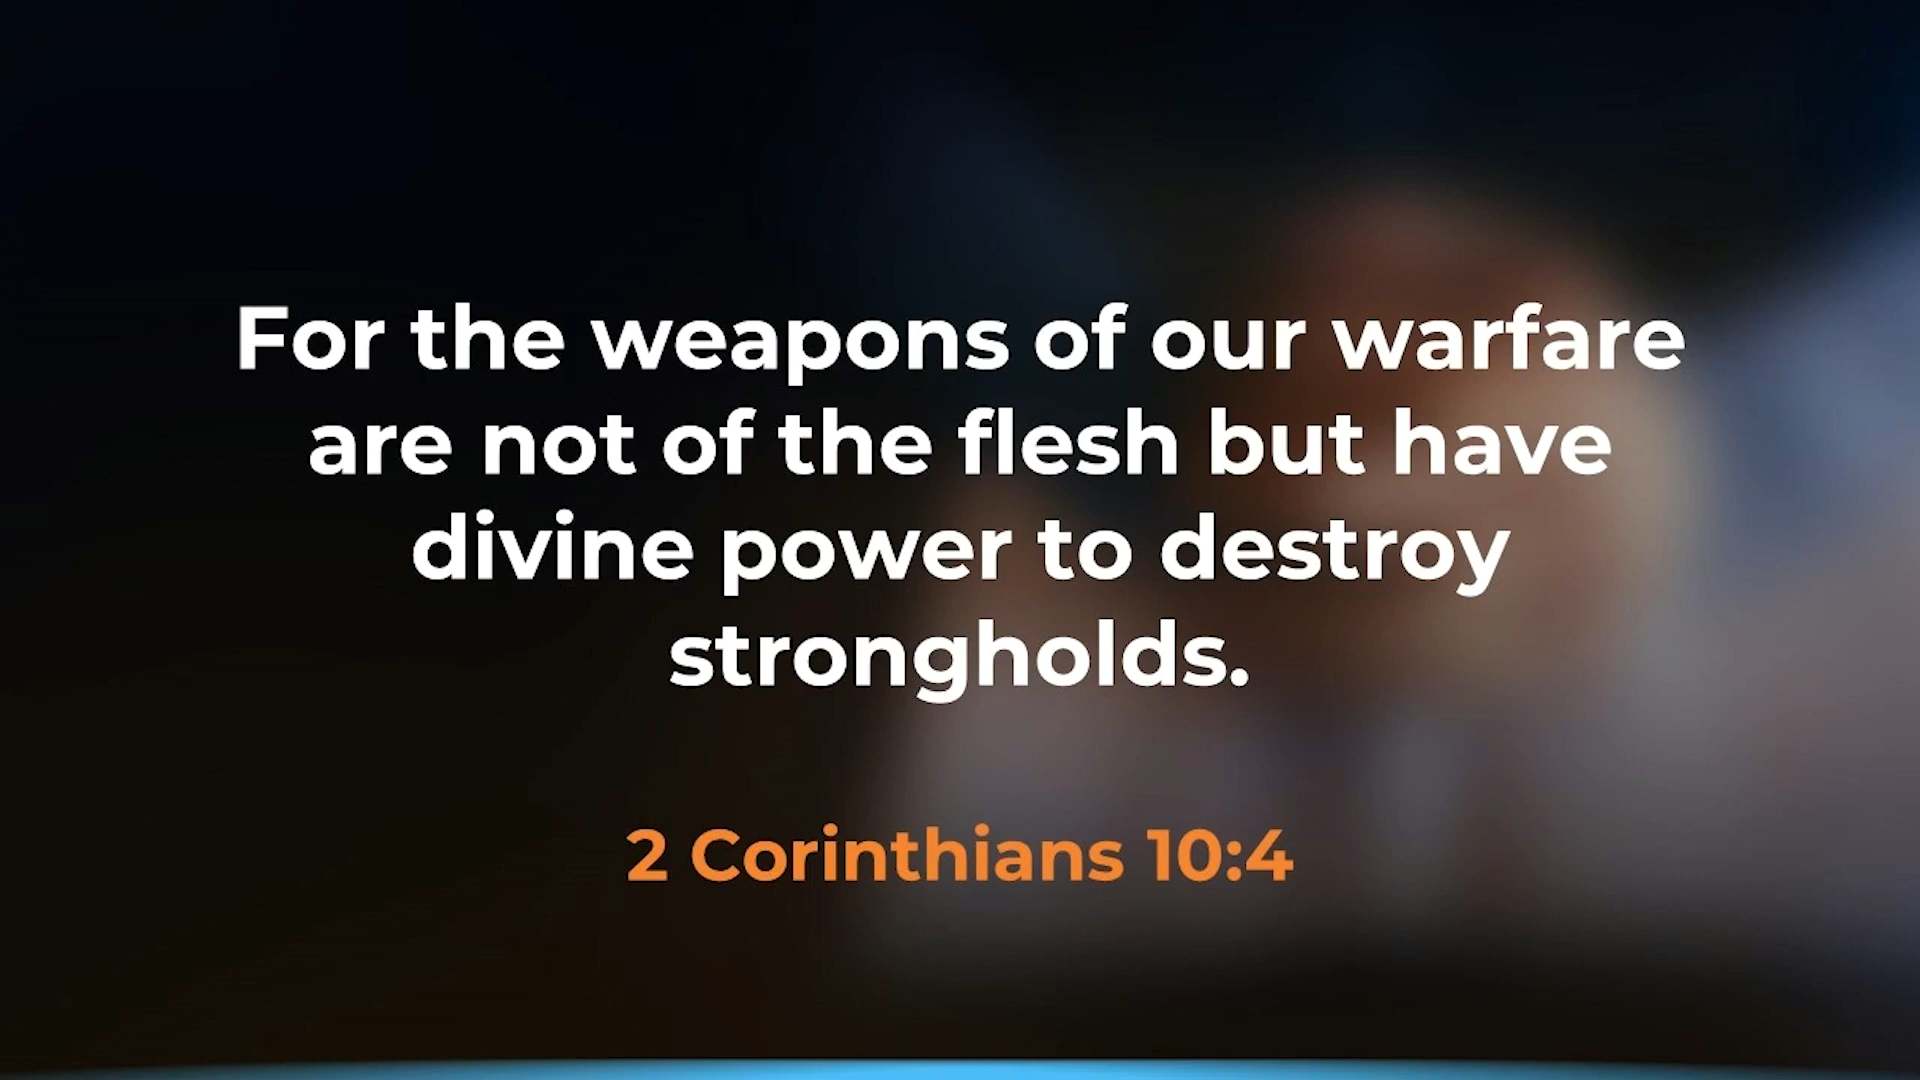 For the weapons of our warfare
are not of the flesh but have
divine power to destroy
strongholds.
2 Corinthians 10:4